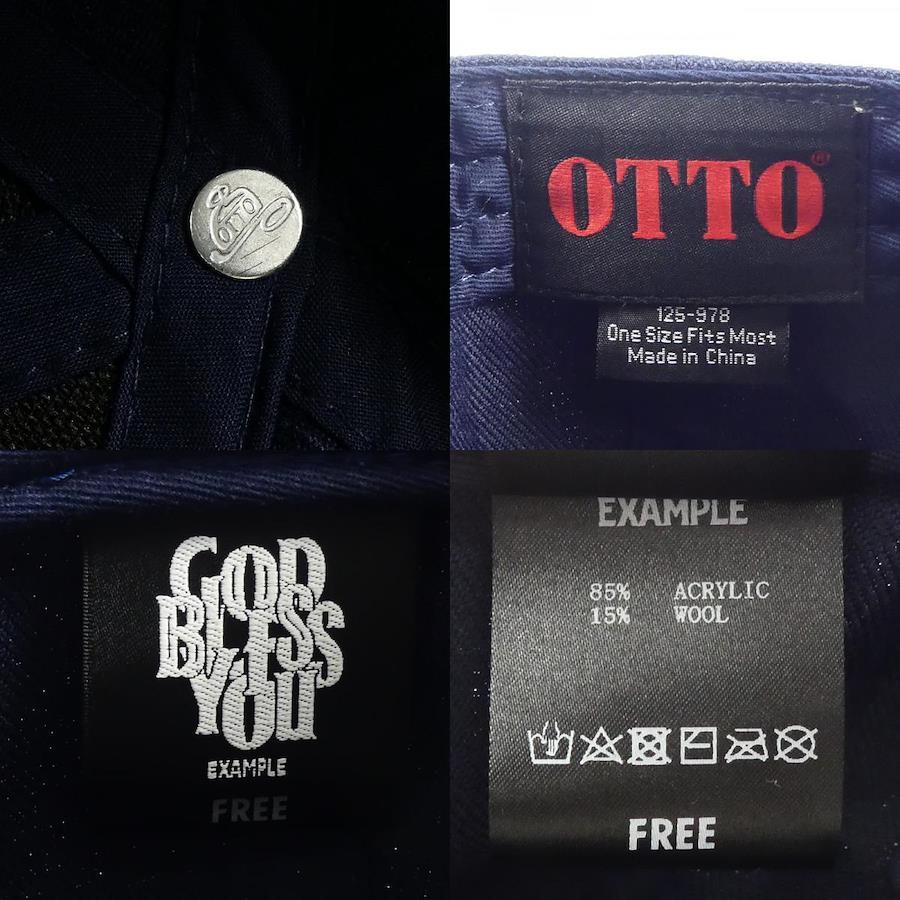 OTTO
OTTO®
125-978
One Size Fits Most
Made in China
GOD
BLESS
YOU
EXAMPLE
FREE
EXAMPLE
85% ACRYLIC
15% WOOL
FREE